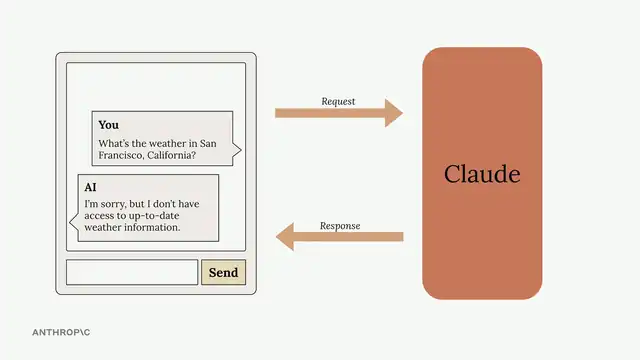 You
What's the weather in San
Francisco, California?
AI
I'm sorry, but I don't have
access to up-to-date
weather information.
Send
Request
Response
Claude
ANTHROP\C